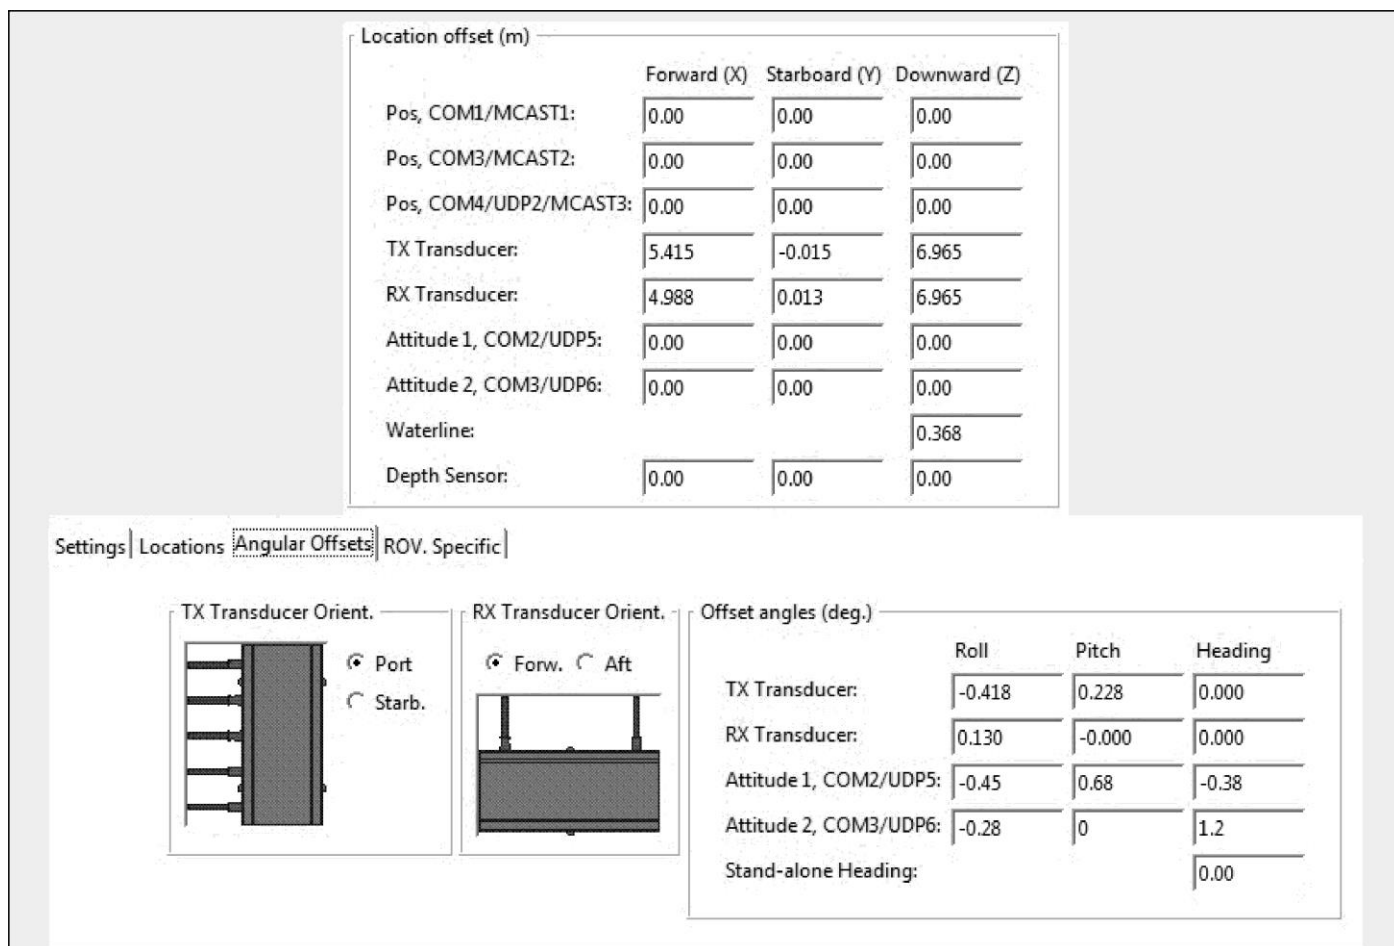 Location offset (m)
Forward (X) Starboard (Y) Downward (Z)
Pos, COM1/MCAST1: 0.00 0.00 0.00
Pos, COM3/MCAST2: 0.00 0.00 0.00
Pos, COM4/UDP2/MCAST3: 0.00 0.00 0.00
TX Transducer: 5.415 -0.015 6.965
RX Transducer: 4.988 0.013 6.965
Attitude 1, COM2/UDP5: 0.00 0.00 0.00
Attitude 2, COM3/UDP6: 0.00 0.00 0.00
Waterline: 0.368
Depth Sensor: 0.00 0.00 0.00
Settings Locations Angular Offsets ROV. Specific
TX Transducer Orient.
Port
Starb.
RX Transducer Orient.
Forw. Aft
Offset angles (deg.)
Roll Pitch Heading
TX Transducer: -0.418 0.228 0.000
RX Transducer: 0.130 -0.000 0.000
Attitude 1, COM2/UDP5: -0.45 0.68 -0.38
Attitude 2, COM3/UDP6: -0.28 0 1.2
Stand-alone Heading: 0.00